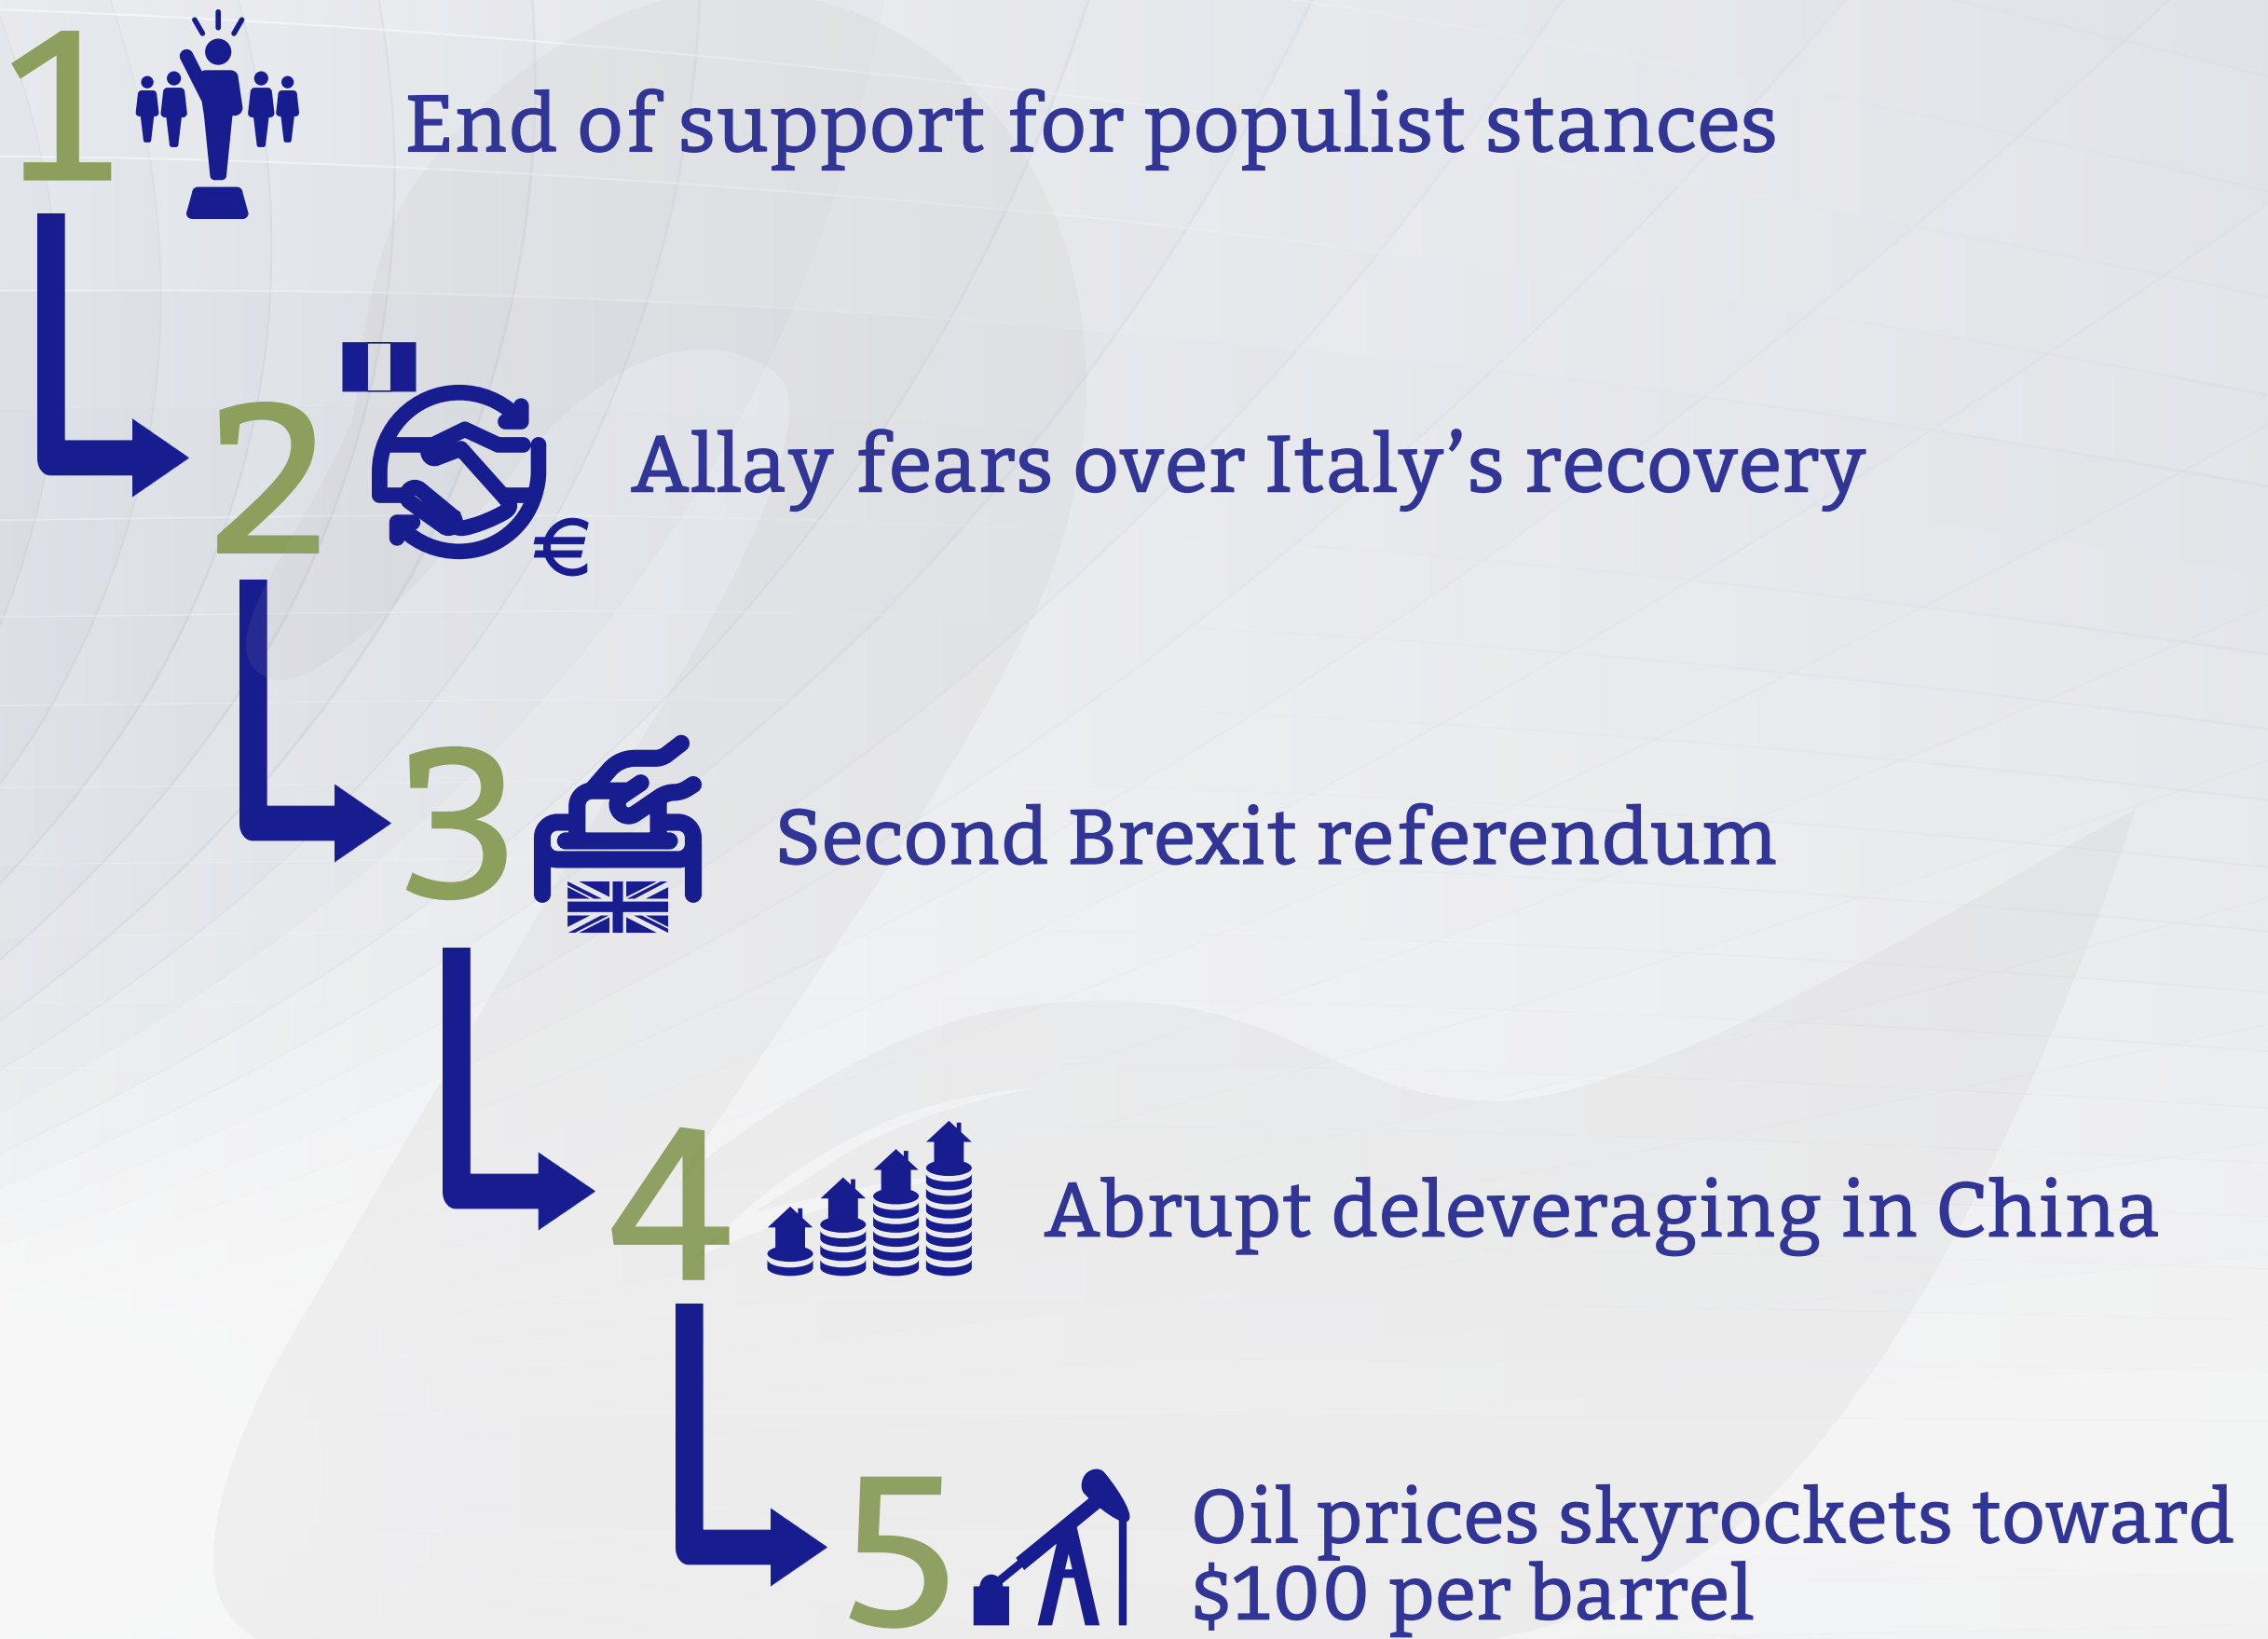 1
End of support for populist stances
2
€
Allay fears over Italy’s recovery
3
Second Brexit referendum
4
Abrupt deleveraging in China
5
Oil prices skyrockets toward
$100 per barrel